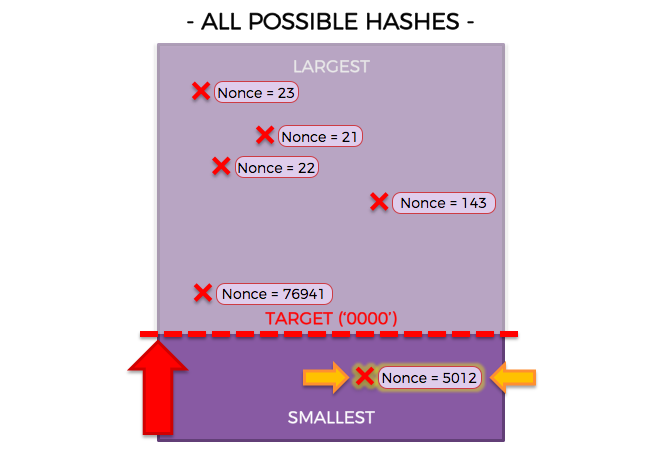 - ALL POSSIBLE HASHES -
LARGEST
Nonce = 23
Nonce = 21
Nonce = 22
Nonce = 143
Nonce = 76941
TARGET (‘0000’)
Nonce = 5012
SMALLEST